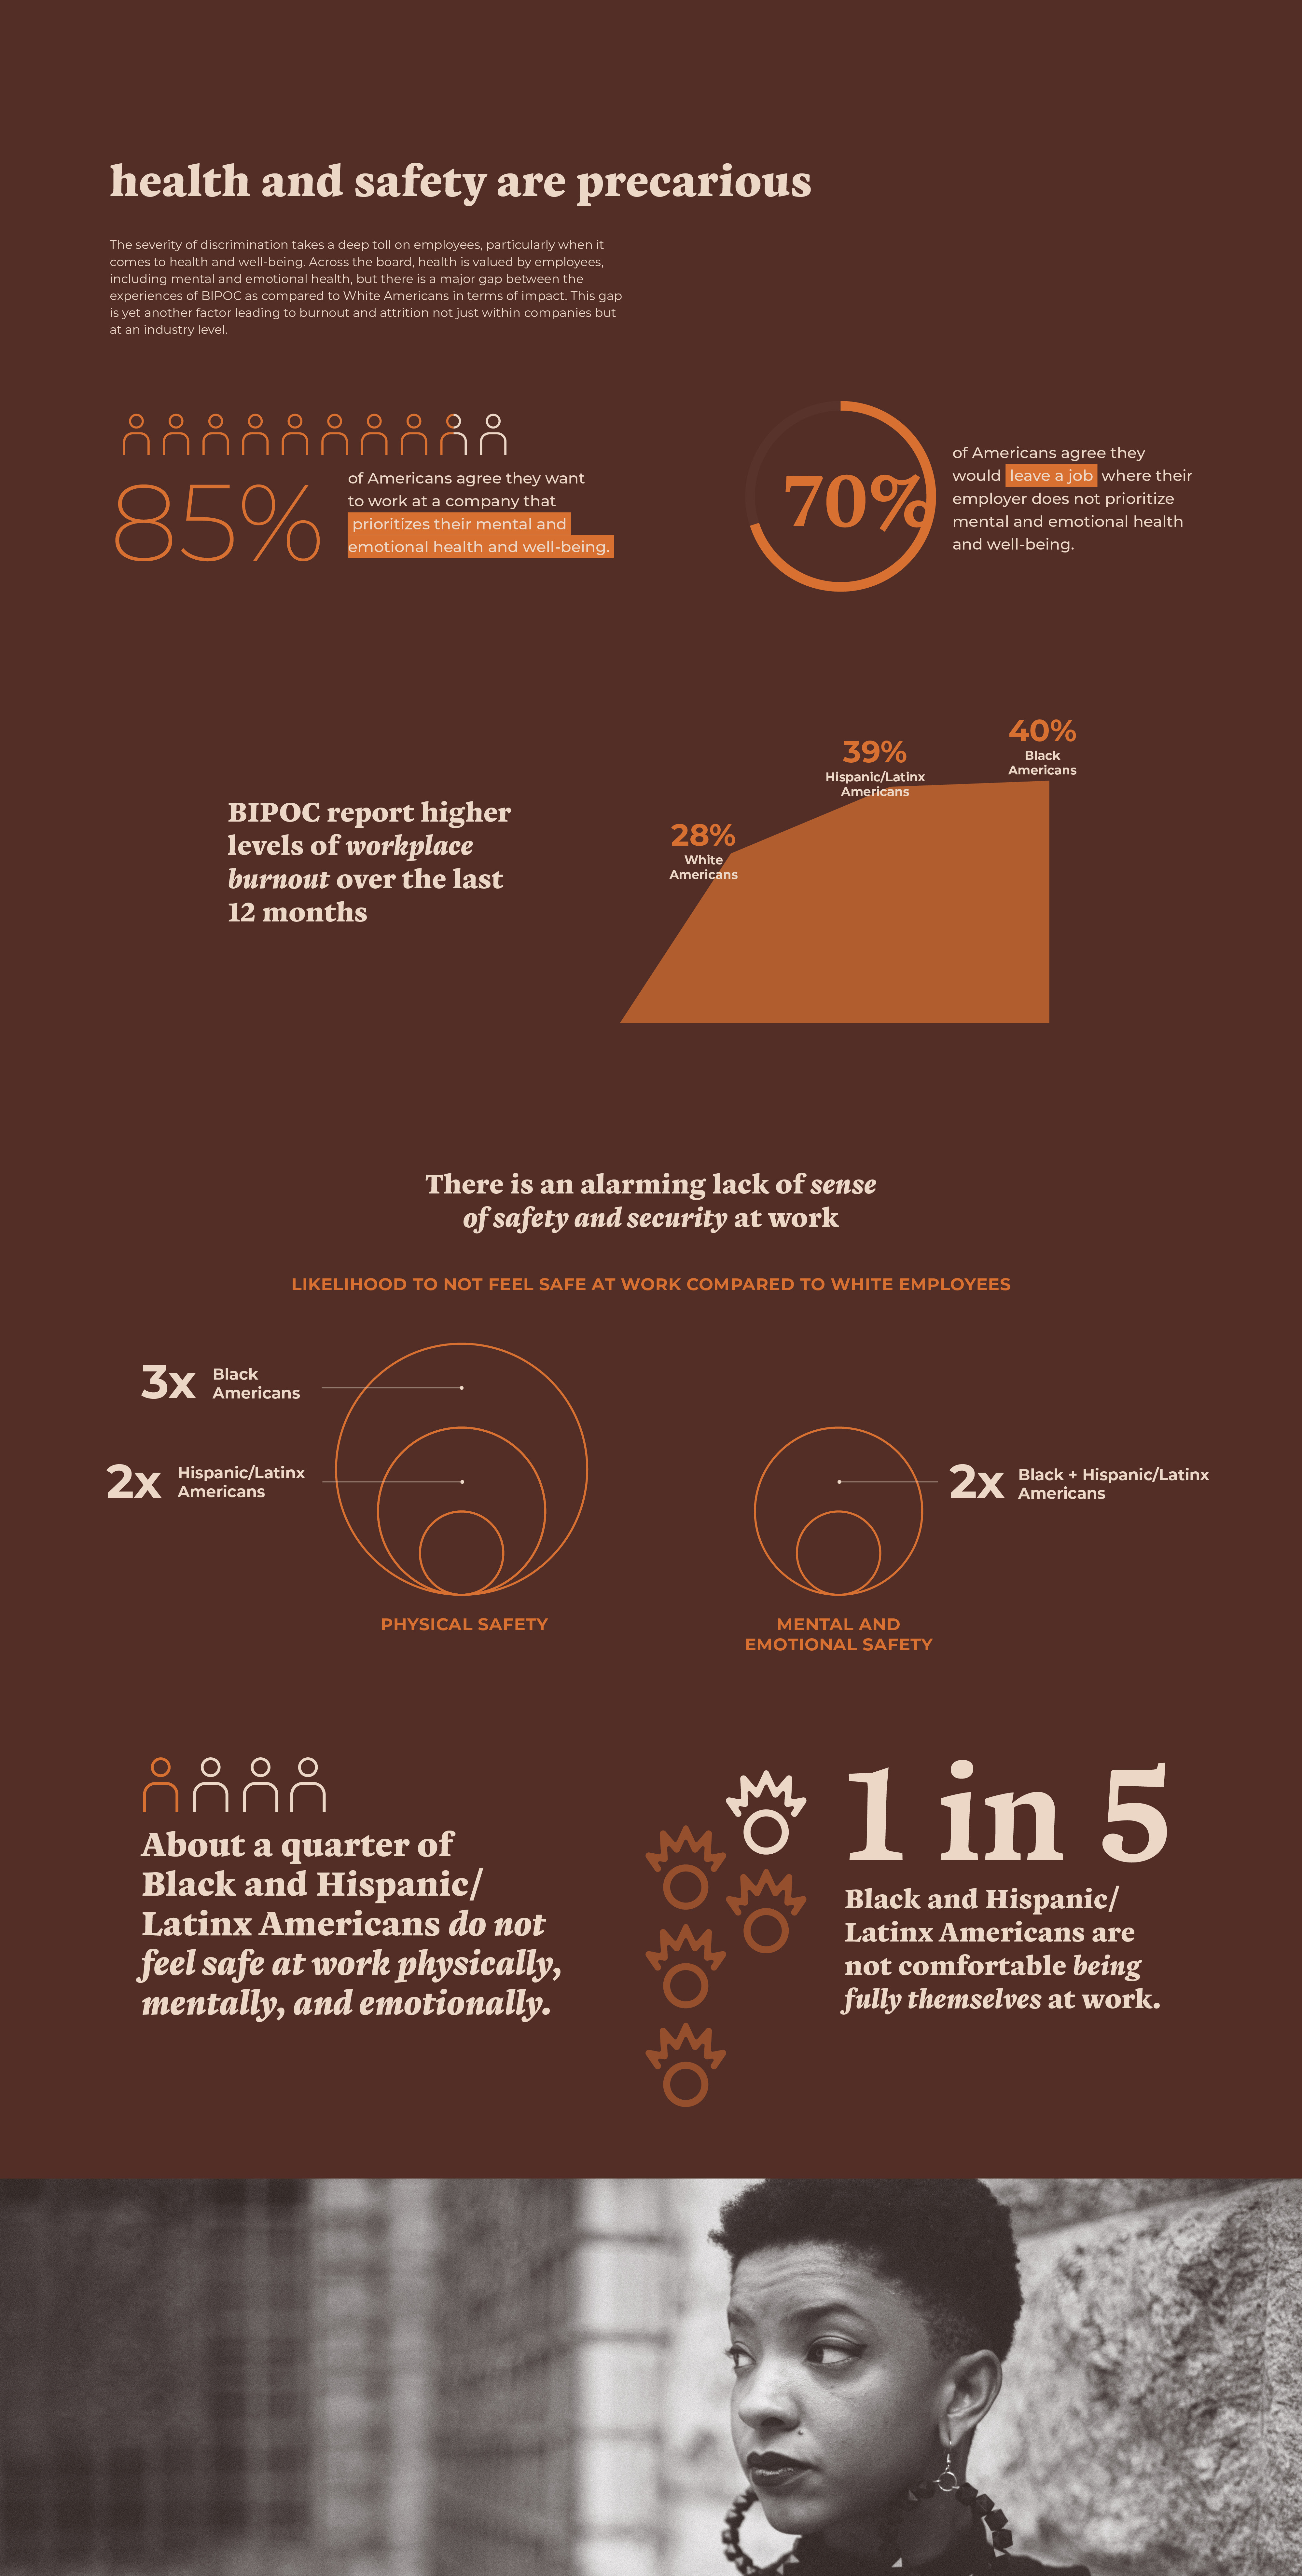 health and safety are precarious
The severity of discrimination takes a deep toll on employees, particularly when it
comes to health and well-being. Across the board, health is valued by employees,
including mental and emotional health, but there is a major gap between the
experiences of BIPOC as compared to White Americans in terms of impact. This gap
is yet another factor leading to burnout and attrition not just within companies but
at an industry level.
85%
of Americans agree they want
to work at a company that
prioritizes their mental and
emotional health and well-being.
70%
of Americans agree they
would leave a job where their
employer does not prioritize
mental and emotional health
and well-being.
BIPOC report higher
levels of workplace
burnout over the last
12 months
28%
White
Americans
39%
Hispanic/Latinx
Americans
40%
Black
Americans
There is an alarming lack of sense
of safety and security at work
LIKELIHOOD TO NOT FEEL SAFE AT WORK COMPARED TO WHITE EMPLOYEES
3x
Black
Americans
2x
Hispanic/Latinx
Americans
PHYSICAL SAFETY
2x
Black + Hispanic/Latinx
Americans
MENTAL AND
EMOTIONAL SAFETY
About a quarter of
Black and Hispanic/
Latinx Americans do not
feel safe at work physically,
mentally, and emotionally.
1 in 5
Black and Hispanic/
Latinx Americans are
not comfortable being
fully themselves at work.